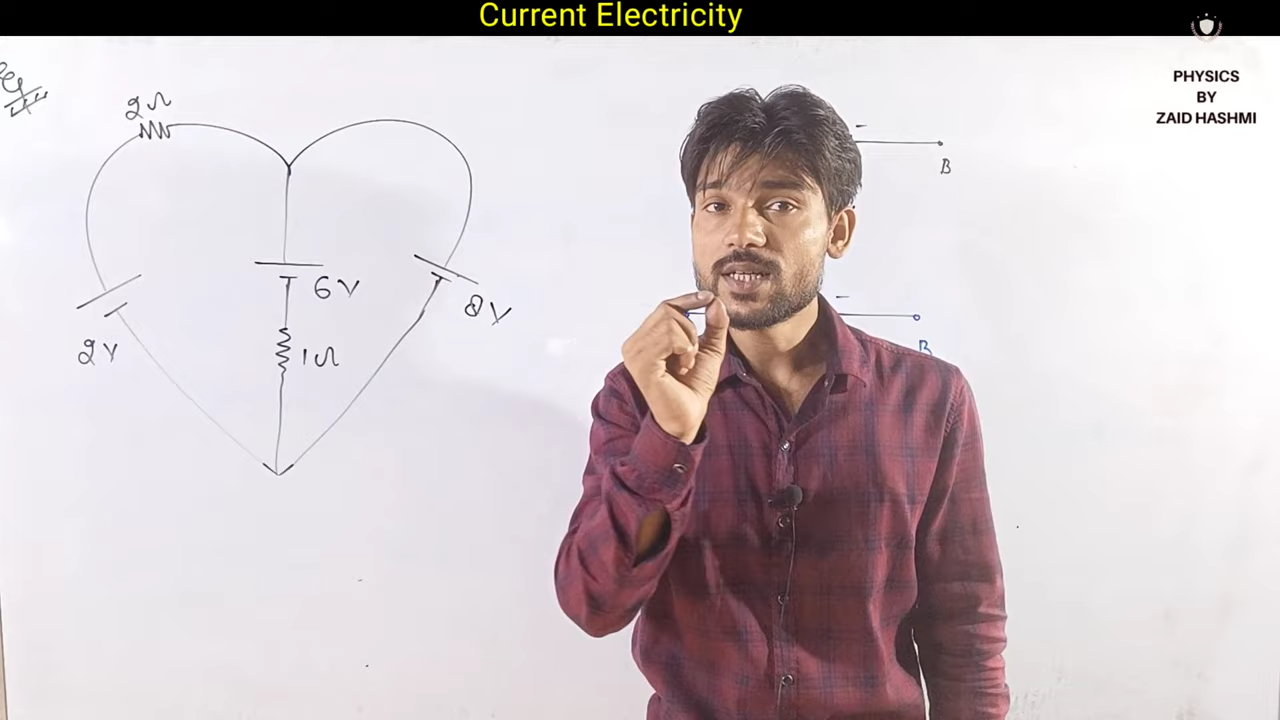 Current Electricity
PHYSICS
BY
ZAID HASHMI
2Ω
2V
6V
1Ω
8V
-
B
-
B